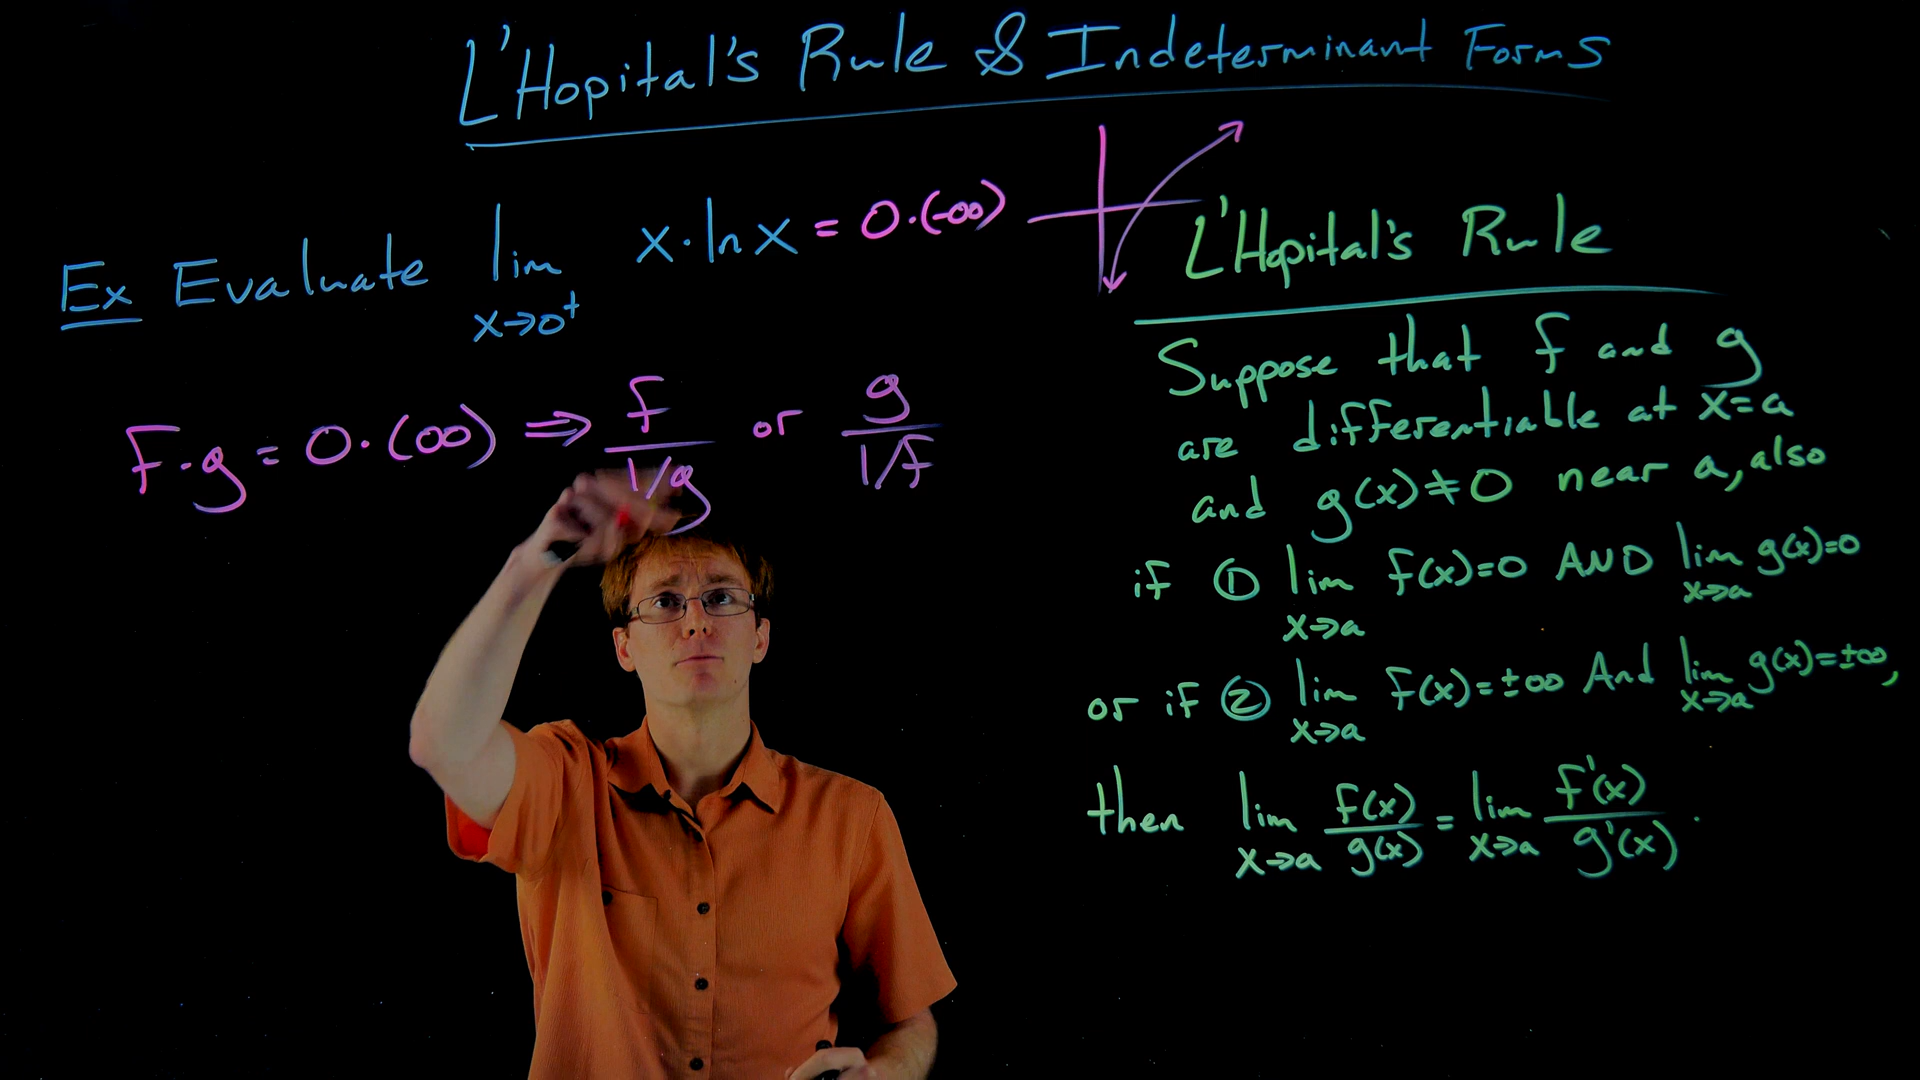 L'Hopital's Rule & Indeterminant Forms
Ex Evaluate lim x→0⁺ x·ln x = 0·(-∞)
f·g = 0·(∞) ⇒ f/(1/g) or g/(1/f)
L'Hopital's Rule
Suppose that f and g
are differentiable at x=a
and g(x)≠0 near a, also
if ① lim x→a f(x)=0 AND lim x→a g(x)=0
or if ② lim x→a f(x)=±∞ And lim x→a g(x)=±∞,
then lim x→a f(x)/g(x) = lim x→a f'(x)/g'(x).